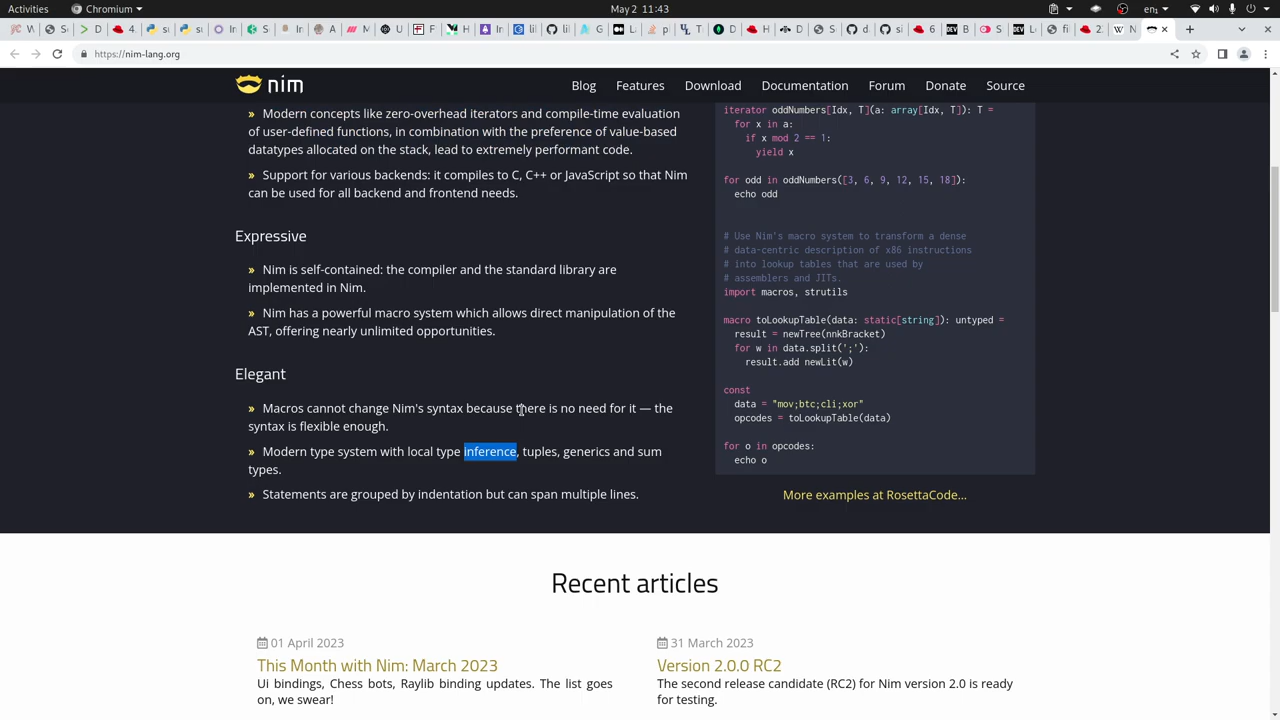 Activities
Chromium
May 2 11:43
en
https://nim-lang.org
nim
Blog
Features
Download
Documentation
Forum
Donate
Source
» Modern concepts like zero-overhead iterators and compile-time evaluation
of user-defined functions, in combination with the preference of value-based
datatypes allocated on the stack, lead to extremely performant code.
» Support for various backends: it compiles to C, C++ or JavaScript so that Nim
can be used for all backend and frontend needs.
Expressive
» Nim is self-contained: the compiler and the standard library are
implemented in Nim.
» Nim has a powerful macro system which allows direct manipulation of the
AST, offering nearly unlimited opportunities.
Elegant
» Macros cannot change Nim's syntax because there is no need for it — the
syntax is flexible enough.
» Modern type system with local type inference, tuples, generics and sum
types.
» Statements are grouped by indentation but can span multiple lines.
iterator oddNumbers[Idx, T](a: array[Idx, T]): T =
for x in a:
if x mod 2 == 1:
yield x
for odd in oddNumbers([3, 6, 9, 12, 15, 18]):
echo odd
# Use Nim's macro system to transform a dense
# data-centric description of x86 instructions
# into lookup tables that are used by
# assemblers and JITs.
import macros, strutils
macro toLookupTable(data: static[string]): untyped =
result = newTree(nnkBracket)
for w in data.split(';'):
result.add newLit(w)
const
data = "mov;btc;cli;xor"
opcodes = toLookupTable(data)
for o in opcodes:
echo o
More examples at RosettaCode...
Recent articles
01 April 2023
This Month with Nim: March 2023
Ui bindings, Chess bots, Raylib binding updates. The list goes
on, we swear!
31 March 2023
Version 2.0.0 RC2
The second release candidate (RC2) for Nim version 2.0 is ready
for testing.